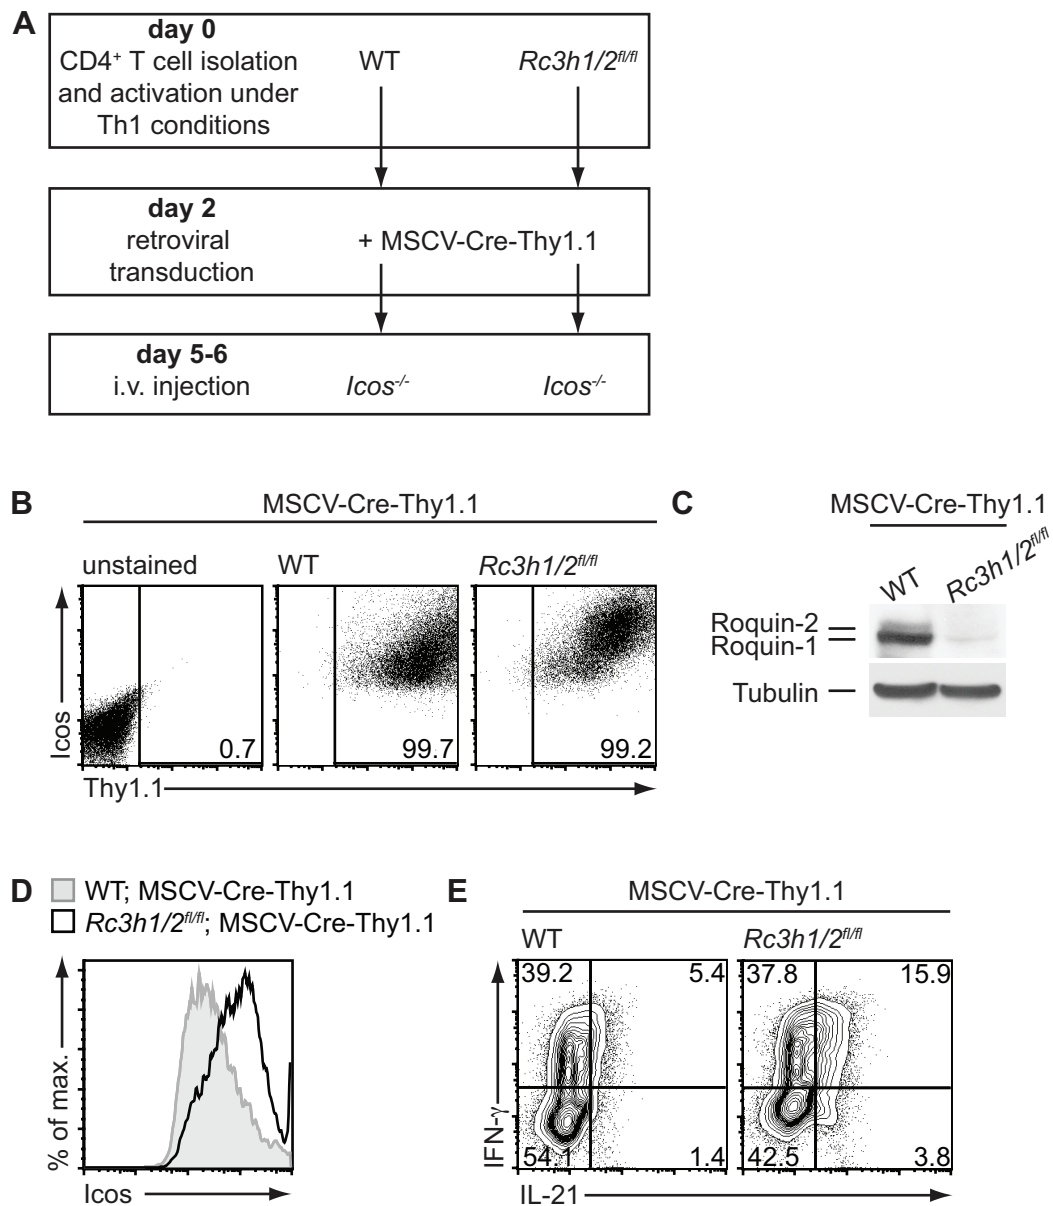 A
day 0
CD4⁺ T cell isolation
and activation under
Th1 conditions
WT
Rc3h1/2fl/fl
day 2
retroviral
transduction
+ MSCV-Cre-Thy1.1
day 5-6
i.v. injection
Icos-/-
Icos-/-
B
MSCV-Cre-Thy1.1
unstained
WT
Rc3h1/2fl/fl
0.7
99.7
99.2
Icos
Thy1.1
C
MSCV-Cre-Thy1.1
WT
Rc3h1/2fl/fl
Roquin-2
Roquin-1
Tubulin
D
WT; MSCV-Cre-Thy1.1
Rc3h1/2fl/fl; MSCV-Cre-Thy1.1
% of max.
Icos
E
MSCV-Cre-Thy1.1
WT
Rc3h1/2fl/fl
39.2
5.4
37.8
15.9
54.1
1.4
42.5
3.8
IFN-γ
IL-21